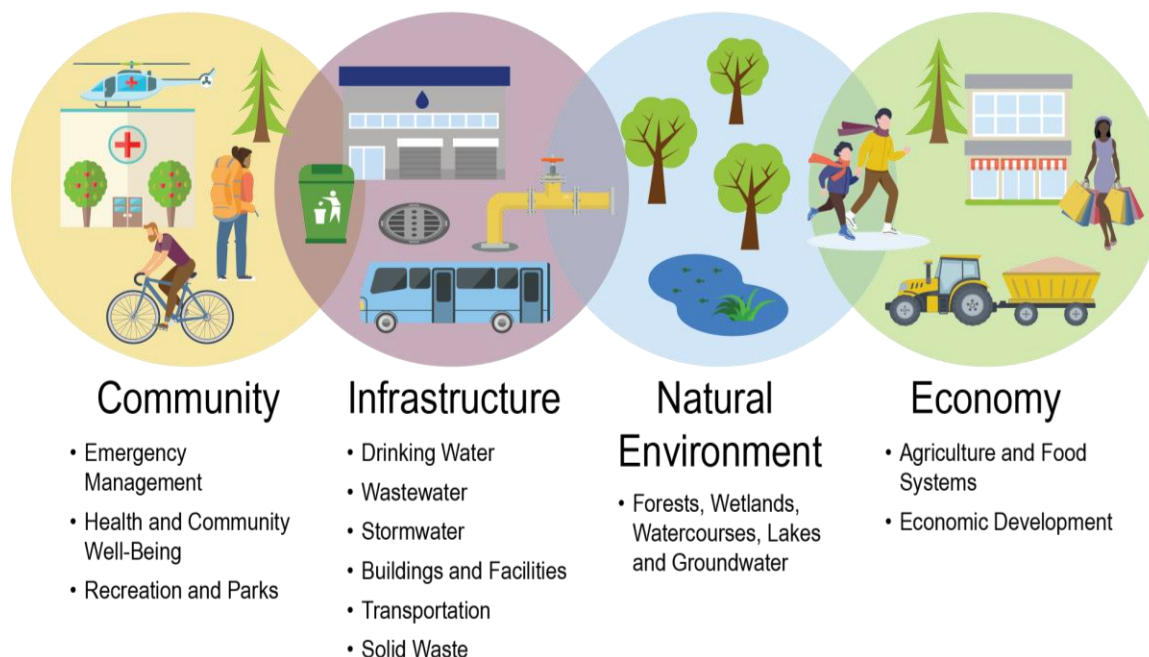 Community
• Emergency
Management
• Health and Community
Well-Being
• Recreation and Parks
Infrastructure
• Drinking Water
• Wastewater
• Stormwater
• Buildings and Facilities
• Transportation
• Solid Waste
Natural
Environment
• Forests, Wetlands,
Watercourses, Lakes
and Groundwater
Economy
• Agriculture and Food
Systems
• Economic Development